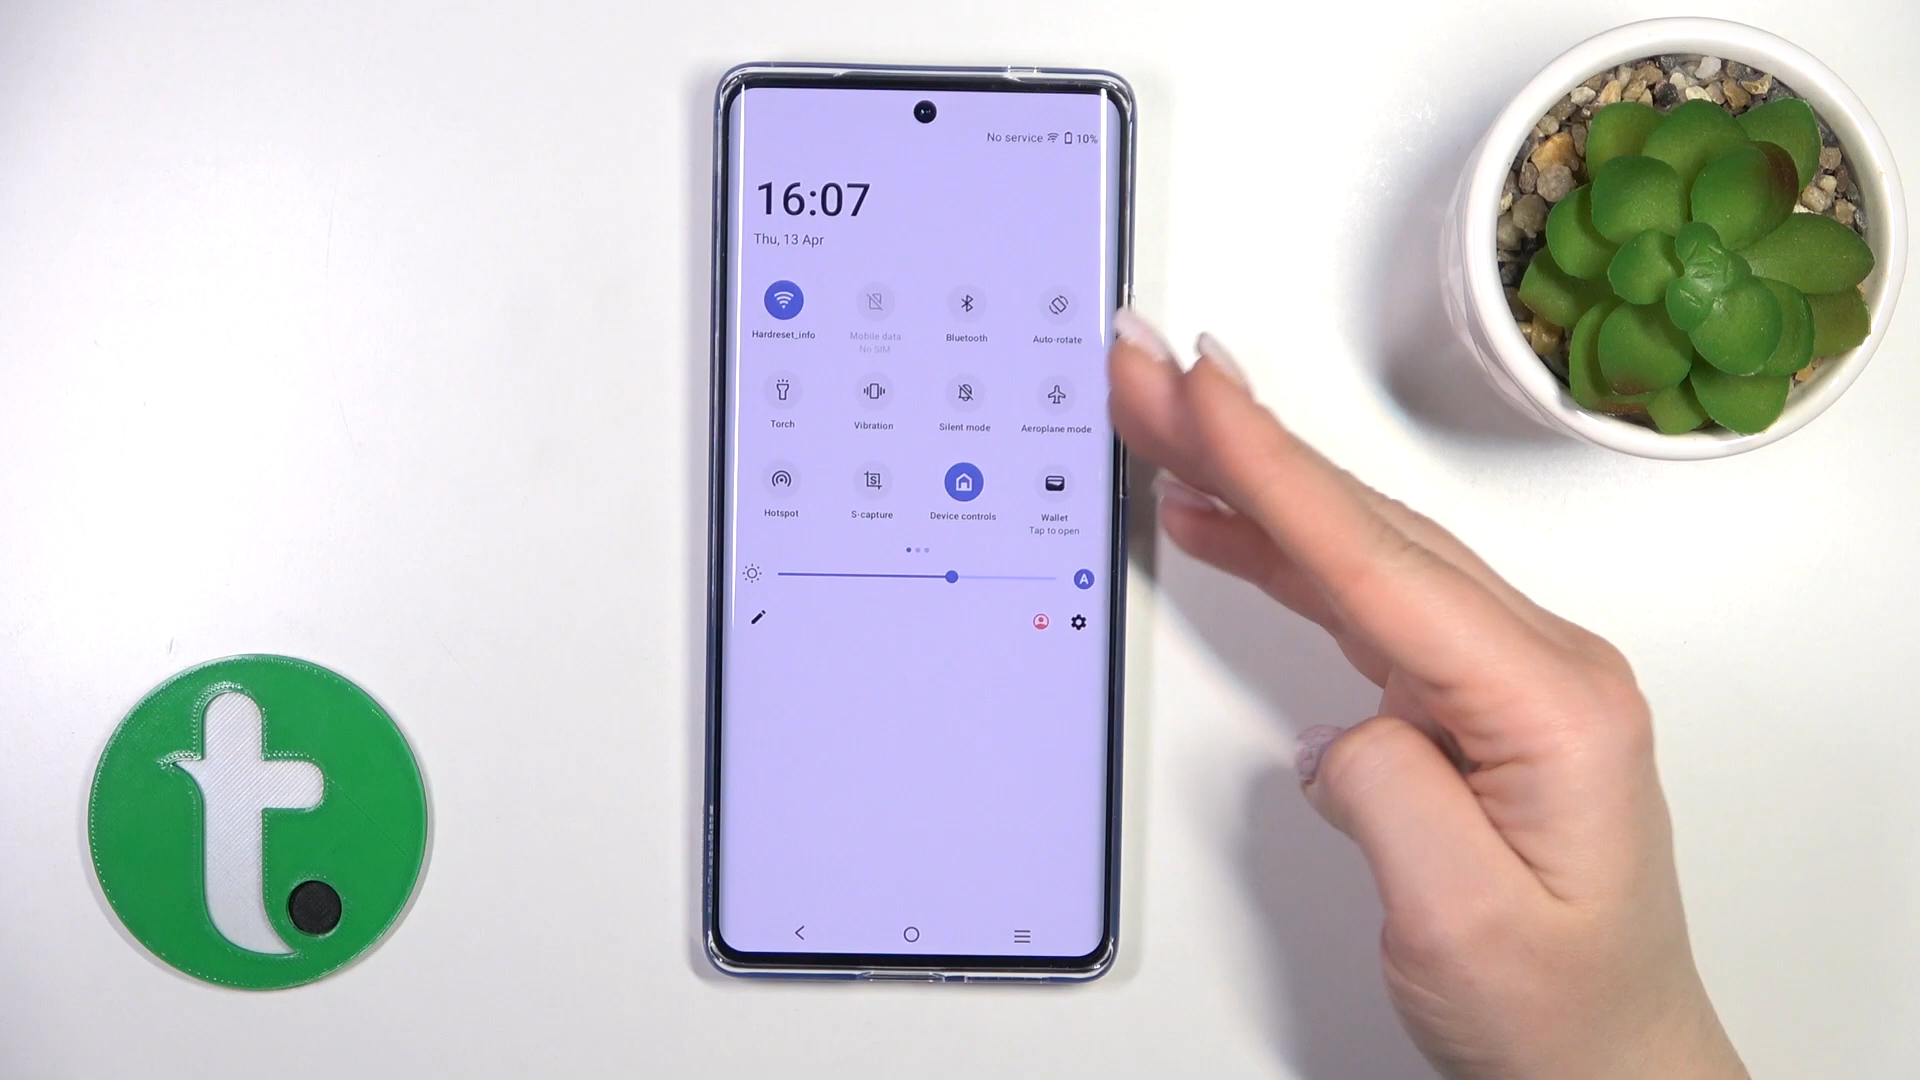 No service 10%
16:07
Thu, 13 Apr
Hardreset_info Mobile data Bluetooth Auto-rotate
No SIM
Torch Vibration Silent mode Aeroplane mode
Hotspot S-capture Device controls Wallet
Tap to open
A
t.